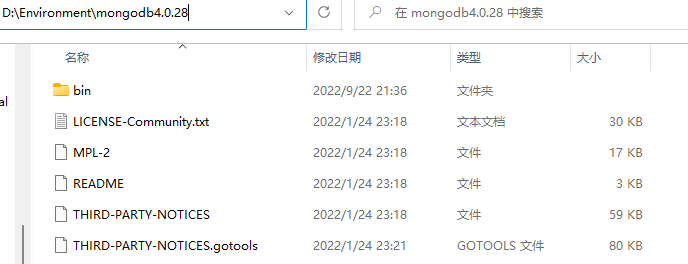 D:\Environment\mongodb4.0.28 在 mongodb4.0.28 中搜索
名称 修改日期 类型 大小
bin 2022/9/22 21:36 文件夹
al
LICENSE-Community.txt 2022/1/24 23:18 文本文档 30 KB
MPL-2 2022/1/24 23:18 文件 17 KB
README 2022/1/24 23:18 文件 3 KB
THIRD-PARTY-NOTICES 2022/1/24 23:18 文件 59 KB
THIRD-PARTY-NOTICES.gotools 2022/1/24 23:21 GOTOOLS 文件 80 KB